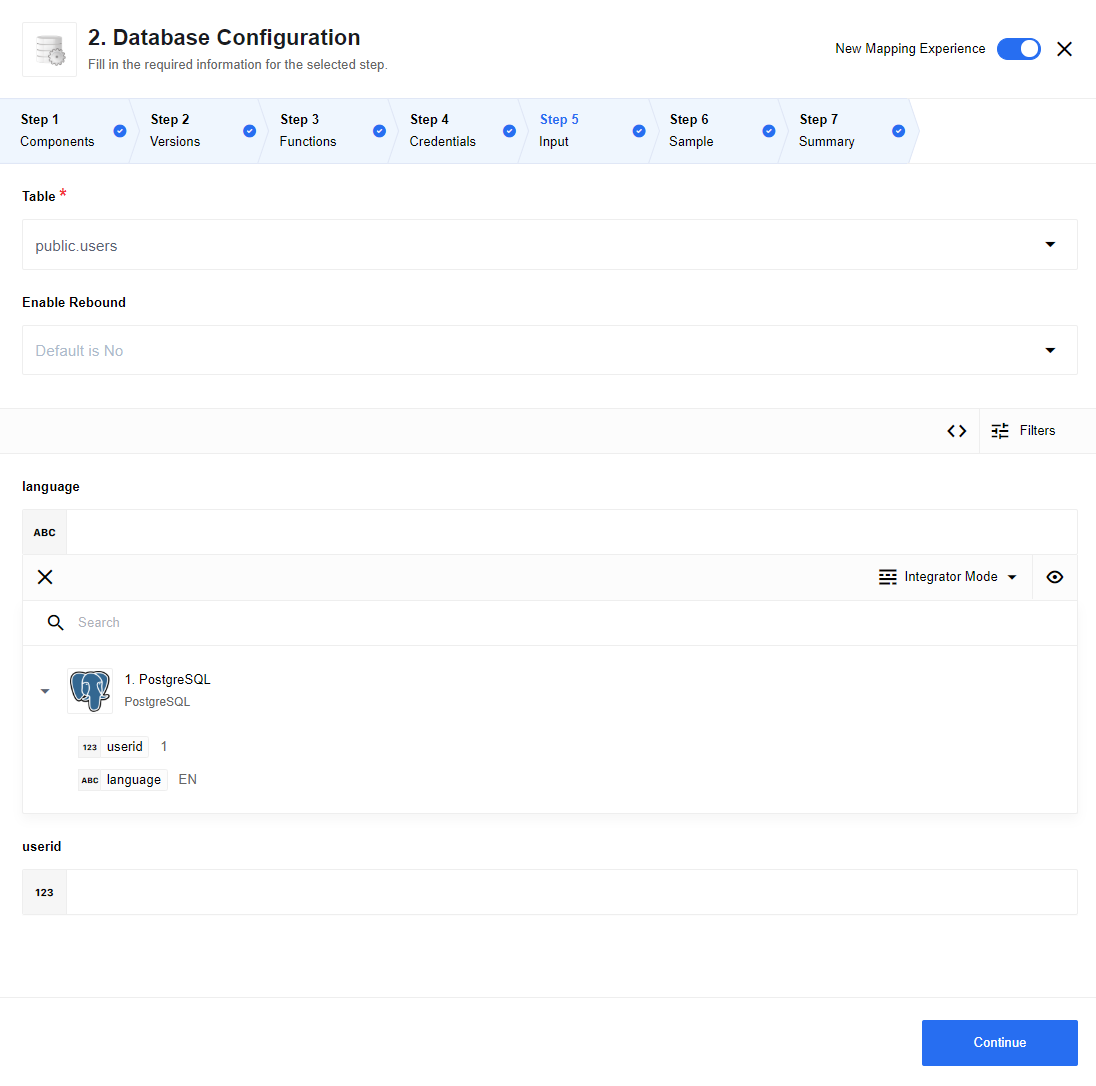 2. Database Configuration
Fill in the required information for the selected step.
New Mapping Experience
Step 1
Components
Step 2
Versions
Step 3
Functions
Step 4
Credentials
Step 5
Input
Step 6
Sample
Step 7
Summary
Table *
public.users
Enable Rebound
Default is No
Filters
language
ABC
Integrator Mode
Search
1. PostgreSQL
PostgreSQL
123 userid 1
ABC language EN
userid
123
Continue